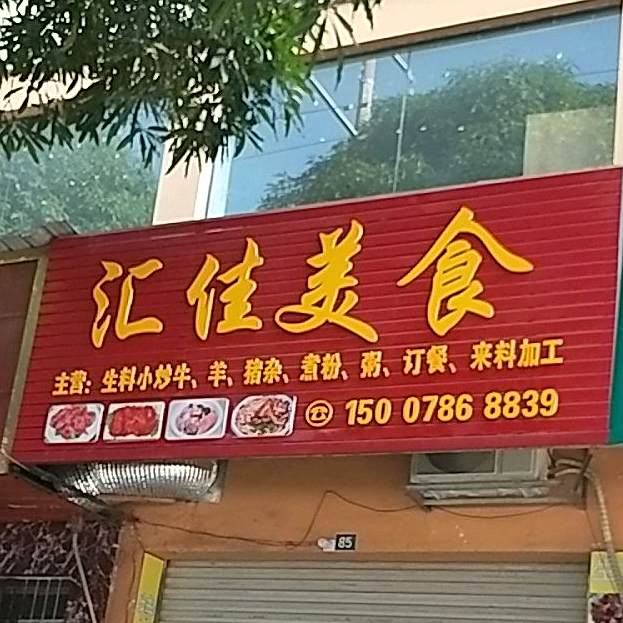 汇佳美食
主营：生料小炒牛、羊、猪杂、煮粉、粥、订餐、来料加工
☎ 150 0786 8839
85